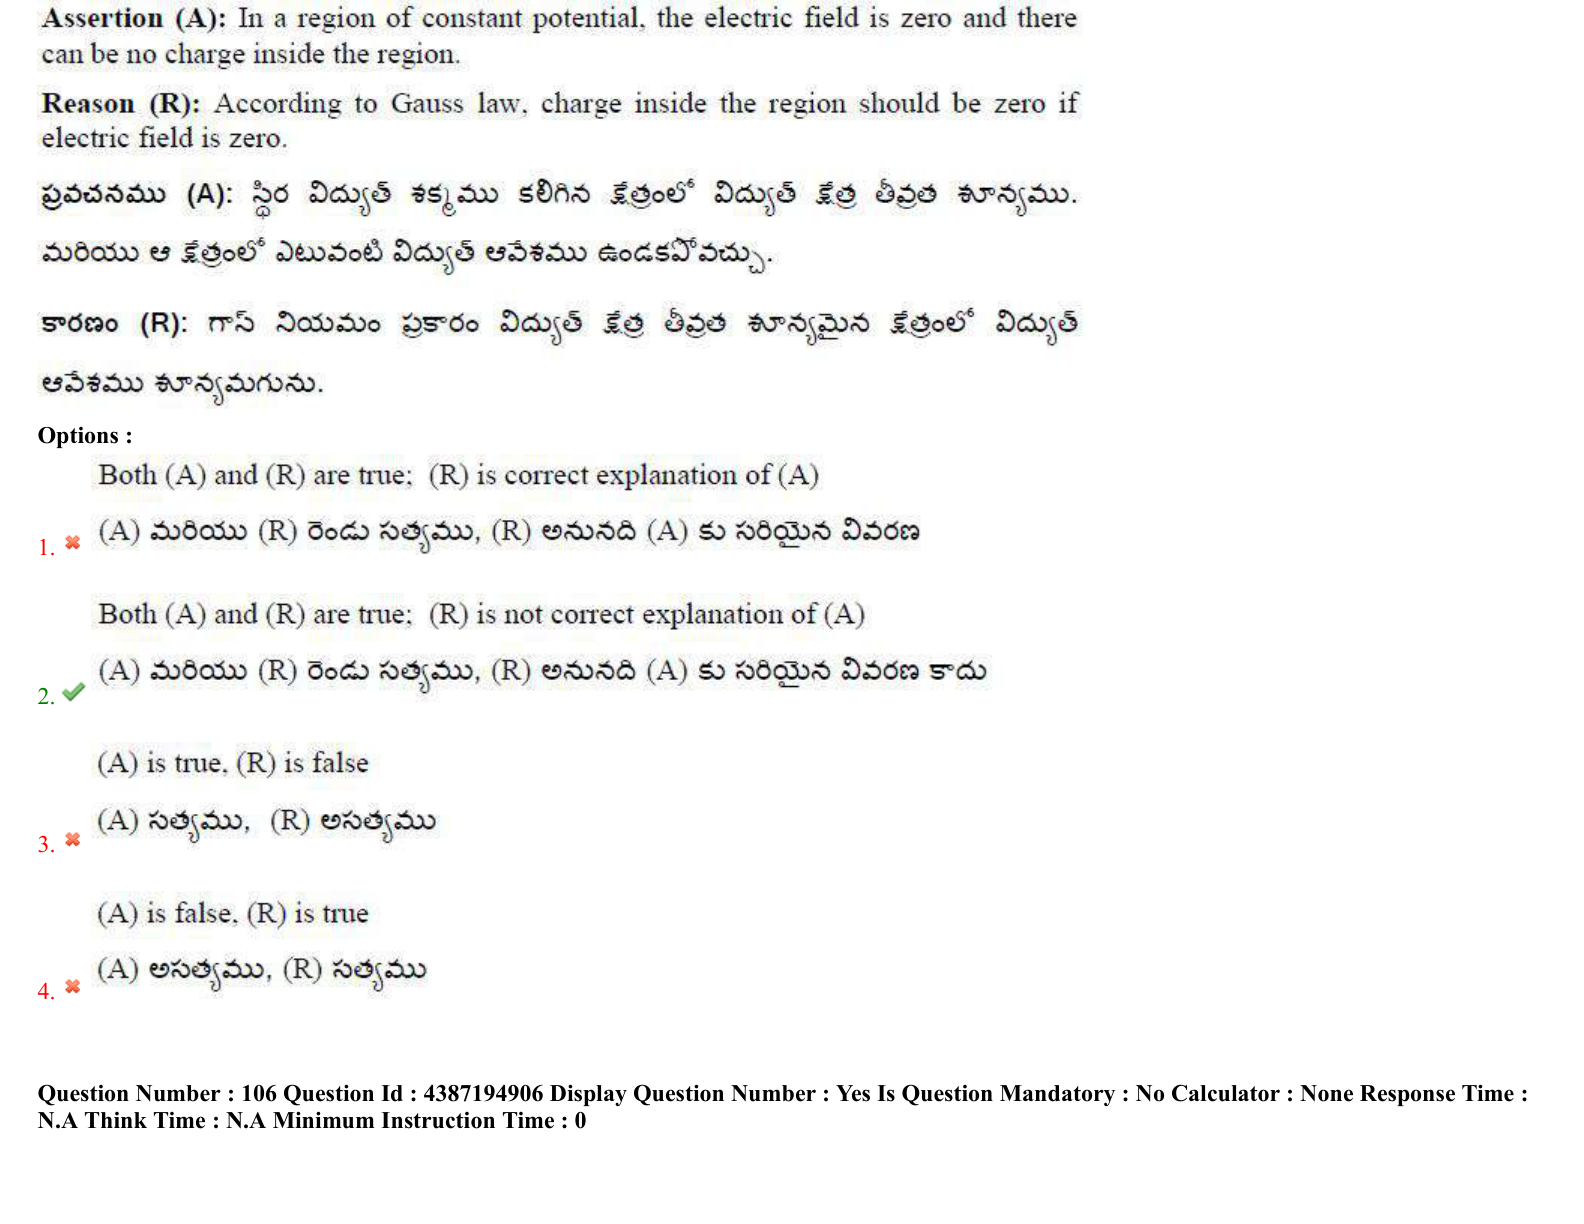 Assertion (A): In a region of constant potential, the electric field is zero and there
can be no charge inside the region.
Reason (R): According to Gauss law, charge inside the region should be zero if
electric field is zero.
ప్రవచనము (A): స్థిర విద్యుత్ శక్మము కలిగిన క్షేత్రంలో విద్యుత్ క్షేత్ర తీవ్రత శూన్యము.
మరియు ఆ క్షేత్రంలో ఎటువంటి విద్యుత్ ఆవేశము ఉండకపోవచ్చు.
కారణం (R): గాస్ నియమం ప్రకారం విద్యుత్ క్షేత్ర తీవ్రత శూన్యమైన క్షేత్రంలో విద్యుత్
ఆవేశము శూన్యమగును.
Options :
Both (A) and (R) are true; (R) is correct explanation of (A)
(A) మరియు (R) రెండు సత్యము, (R) అనునది (A) కు సరియైన వివరణ
1.
Both (A) and (R) are true; (R) is not correct explanation of (A)
(A) మరియు (R) రెండు సత్యము, (R) అనునది (A) కు సరియైన వివరణ కాదు
2.
(A) is true, (R) is false
(A) సత్యము, (R) అసత్యము
3.
(A) is false, (R) is true
(A) అసత్యము, (R) సత్యము
4.
Question Number : 106 Question Id : 4387194906 Display Question Number : Yes Is Question Mandatory : No Calculator : None Response Time :
N.A Think Time : N.A Minimum Instruction Time : 0